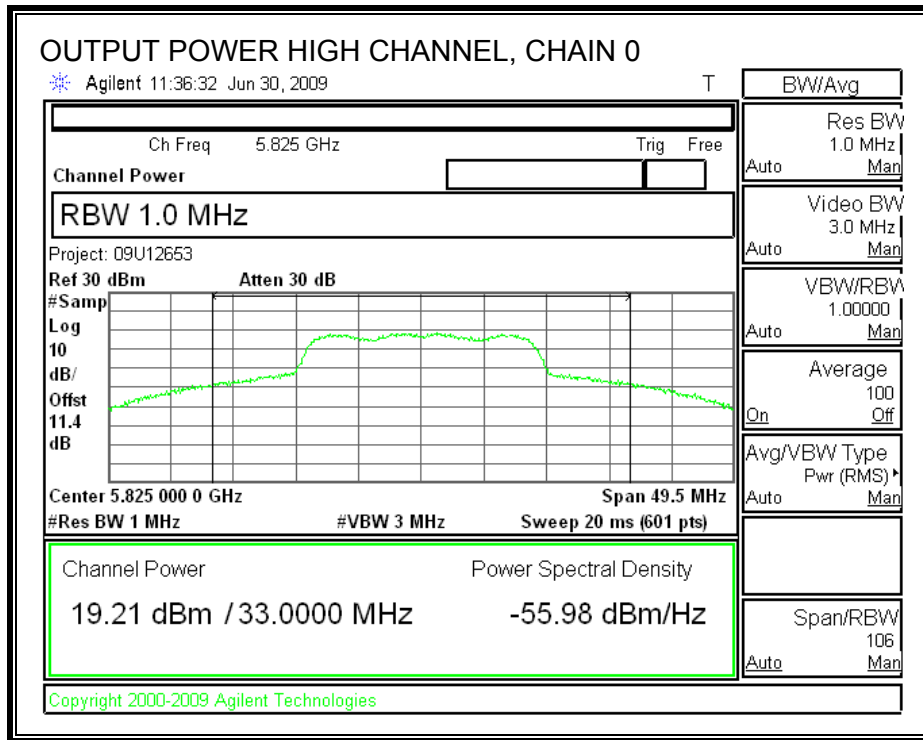 OUTPUT POWER HIGH CHANNEL, CHAIN 0
Agilent 11:36:32 Jun 30, 2009 T
BW/Avg
Ch Freq 5.825 GHz Trig Free
Channel Power
RBW 1.0 MHz
Project: 09U12653
Ref 30 dBm Atten 30 dB
#Samp
Log
10
dB/
Offst
11.4
dB
Center 5.825 000 0 GHz Span 49.5 MHz
#Res BW 1 MHz #VBW 3 MHz Sweep 20 ms (601 pts)
Channel Power Power Spectral Density
19.21 dBm / 33.0000 MHz -55.98 dBm/Hz
Copyright 2000-2009 Agilent Technologies
Res BW
1.0 MHz
Auto Man
Video BW
3.0 MHz
Auto Man
VBW/RBW
1.00000
Auto Man
Average
100
On Off
Avg/VBW Type
Pwr (RMS)
Auto Man
Span/RBW
106
Auto Man